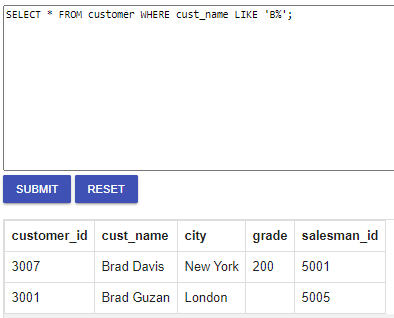 SELECT * FROM customer WHERE cust_name LIKE 'B%';
SUBMIT RESET
customer_id cust_name city grade salesman_id
3007 Brad Davis New York 200 5001
3001 Brad Guzan London 5005